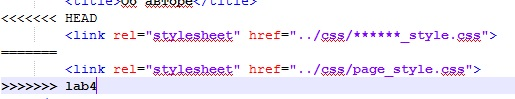 <title>Об авторе</title>
<<<<<<< HEAD
<link rel="stylesheet" href="../css/******_style.css">
=======
<link rel="stylesheet" href="../css/page_style.css">
>>>>>>> lab4